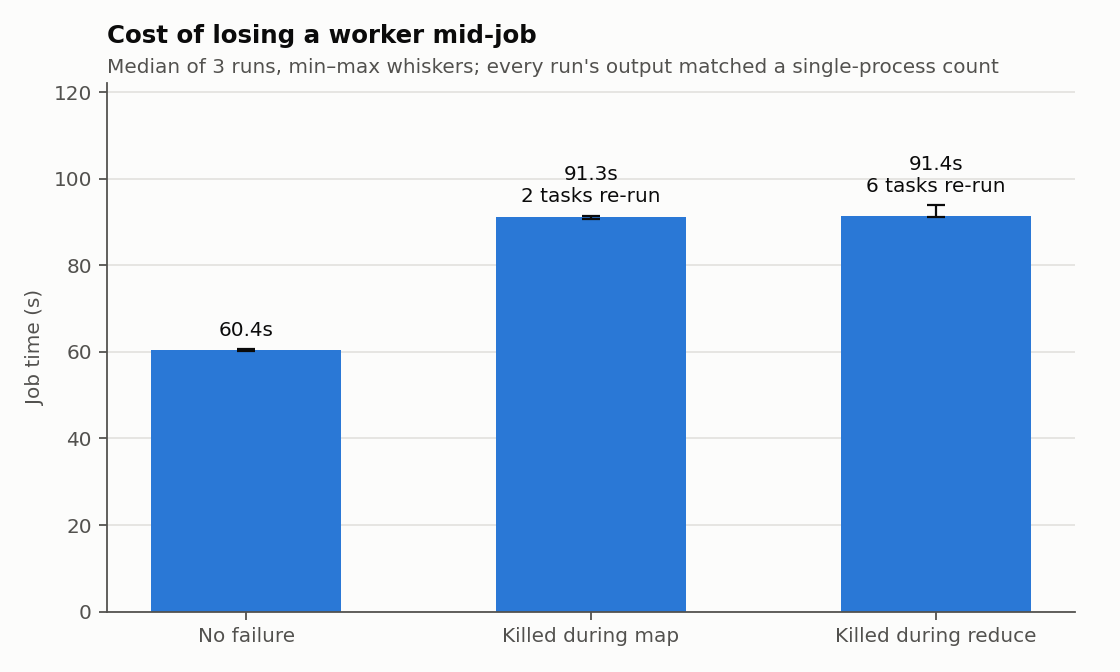 Cost of losing a worker mid-job
Median of 3 runs, min–max whiskers; every run's output matched a single-process count
120
100
80
60
40
20
0
Job time (s)
60.4s
91.3s
2 tasks re-run
91.4s
6 tasks re-run
No failure
Killed during map
Killed during reduce